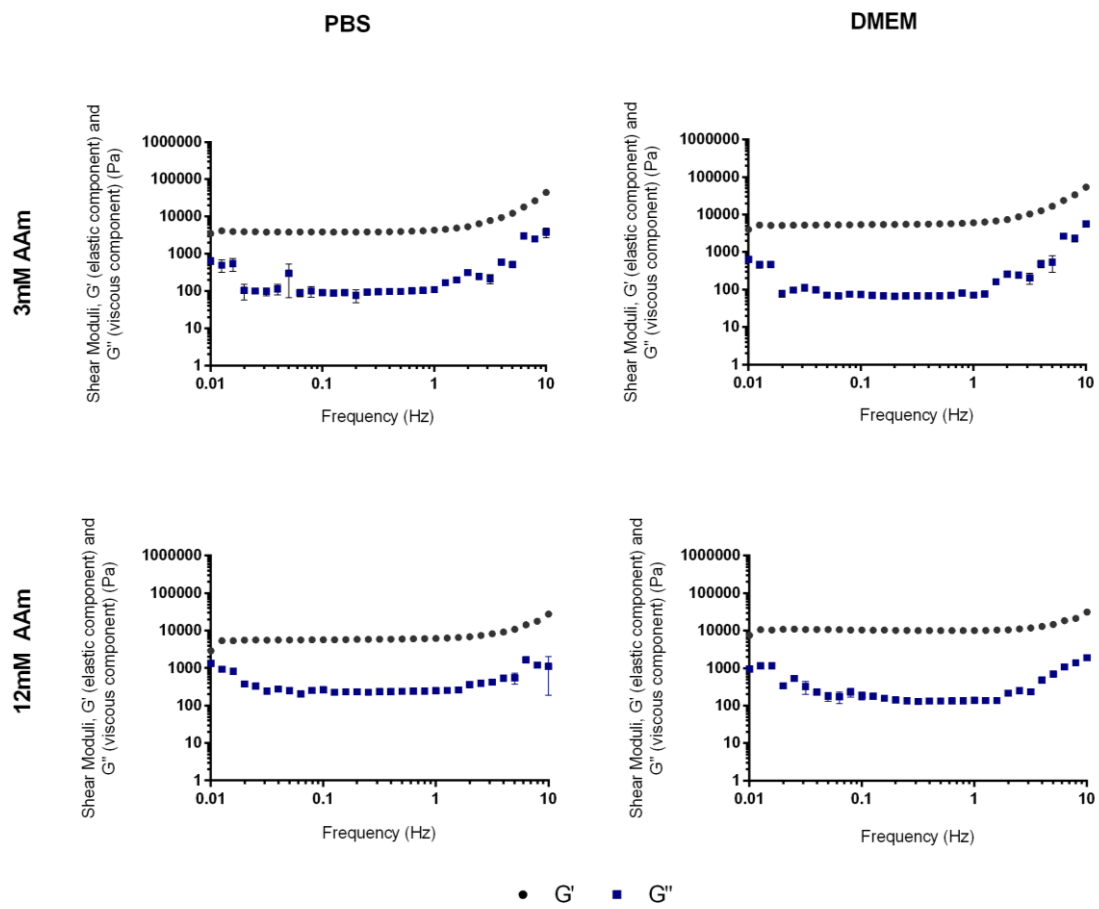 PBS
DMEM
3mM AAm
Shear Moduli, G' (elastic component) and
G" (viscous component) (Pa)
1000000
100000
10000
1000
100
10
1
0.01
0.1
1
10
Frequency (Hz)
Shear Moduli, G' (elastic component) and
G" (viscous component) (Pa)
1000000
100000
10000
1000
100
10
1
0.01
0.1
1
10
Frequency (Hz)
12mM AAm
Shear Moduli, G' (elastic component) and
G" (viscous component) (Pa)
1000000
100000
10000
1000
100
10
1
0.01
0.1
1
10
Frequency (Hz)
Shear Moduli, G' (elastic component) and
G" (viscous component) (Pa)
1000000
100000
10000
1000
100
10
1
0.01
0.1
1
10
Frequency (Hz)
G' G"